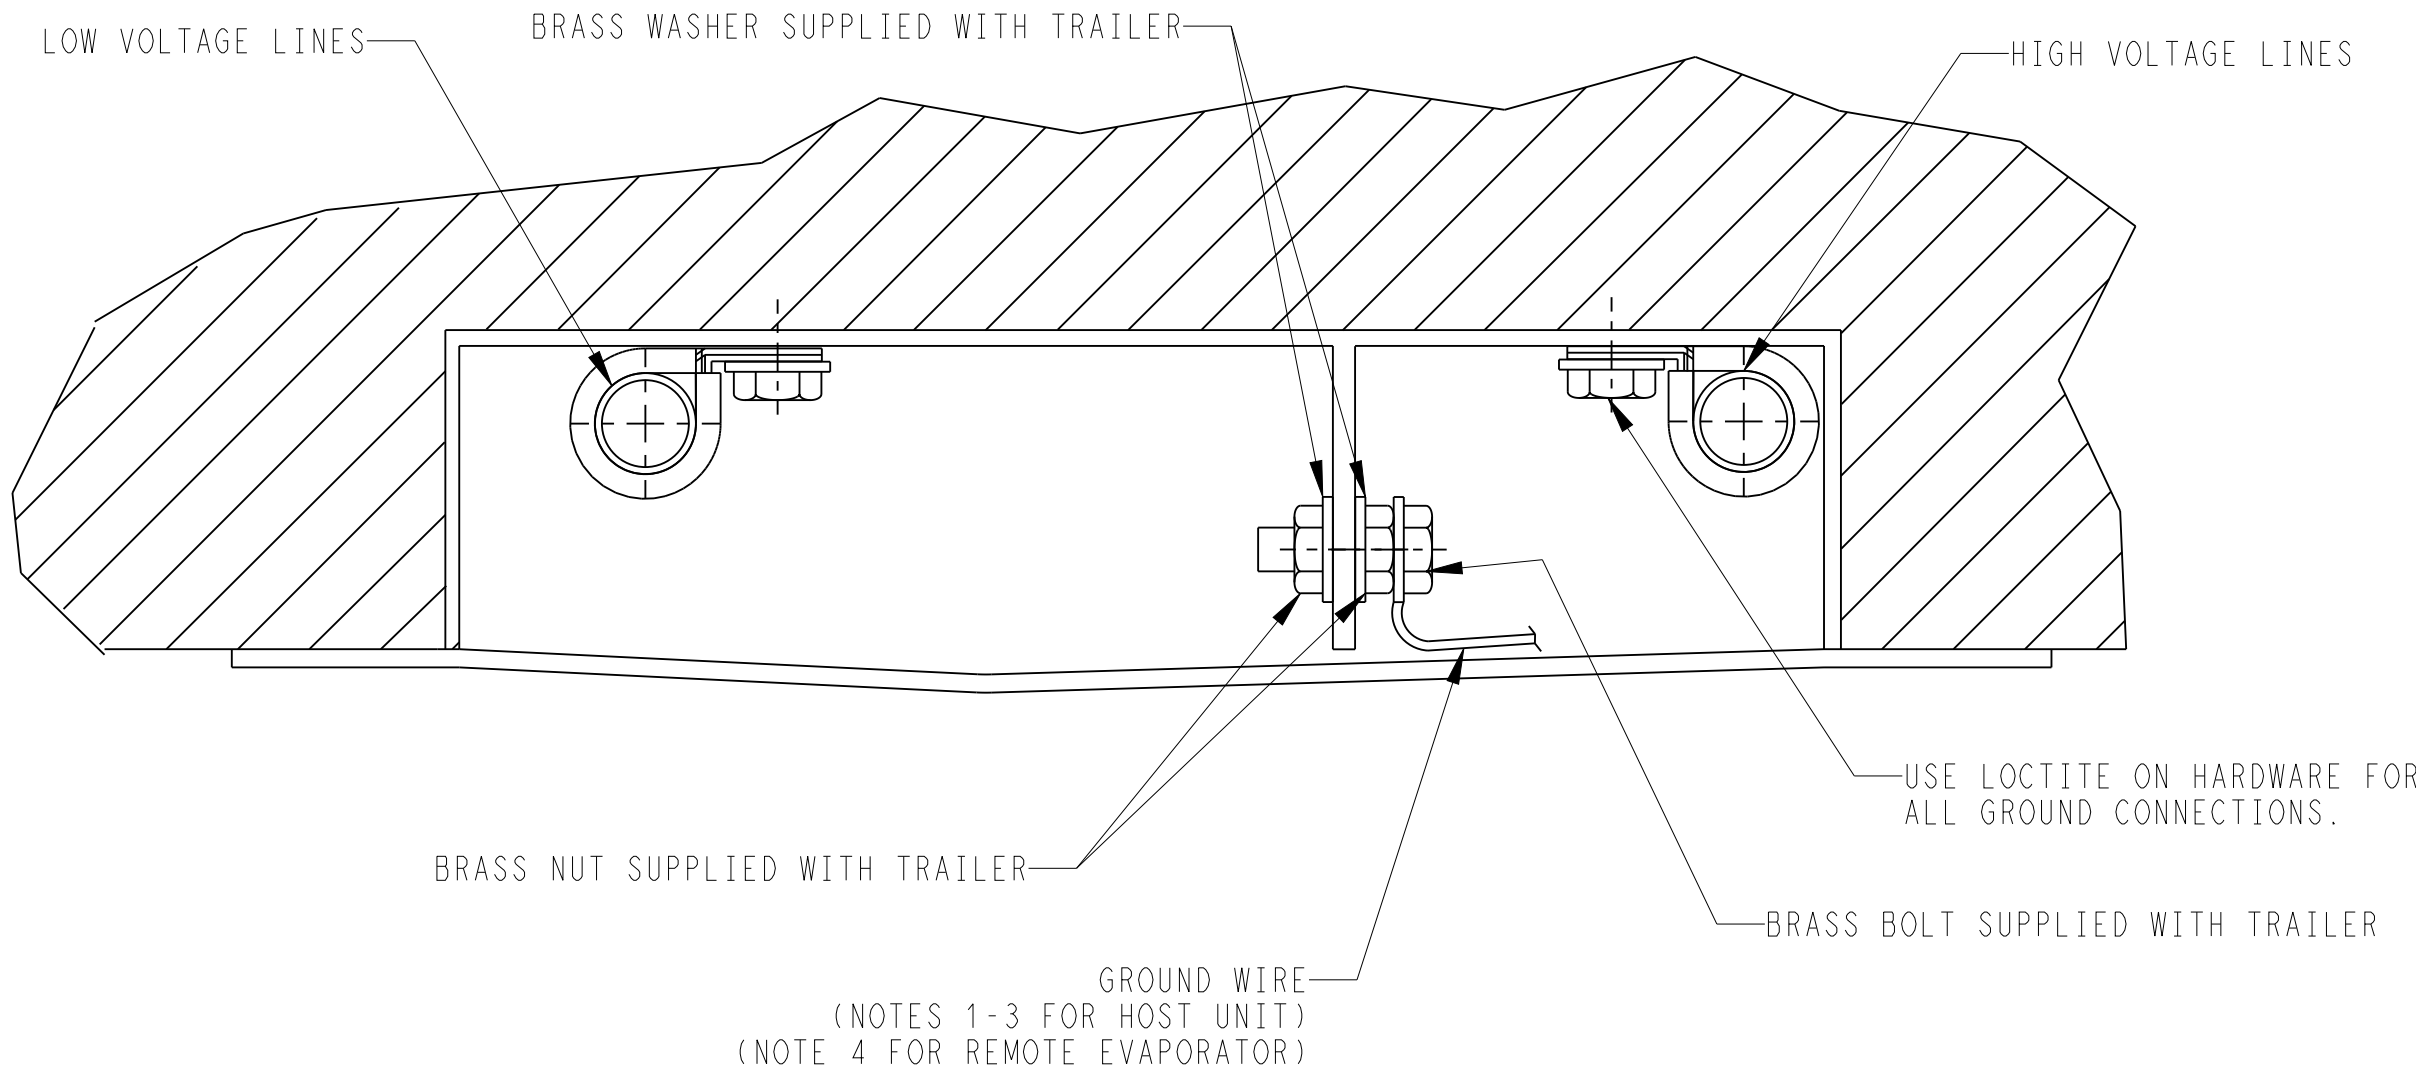 LOW VOLTAGE LINES
BRASS WASHER SUPPLIED WITH TRAILER
HIGH VOLTAGE LINES
USE LOCTITE ON HARDWARE FOR
ALL GROUND CONNECTIONS.
BRASS NUT SUPPLIED WITH TRAILER
BRASS BOLT SUPPLIED WITH TRAILER
GROUND WIRE
(NOTES 1-3 FOR HOST UNIT)
(NOTE 4 FOR REMOTE EVAPORATOR)